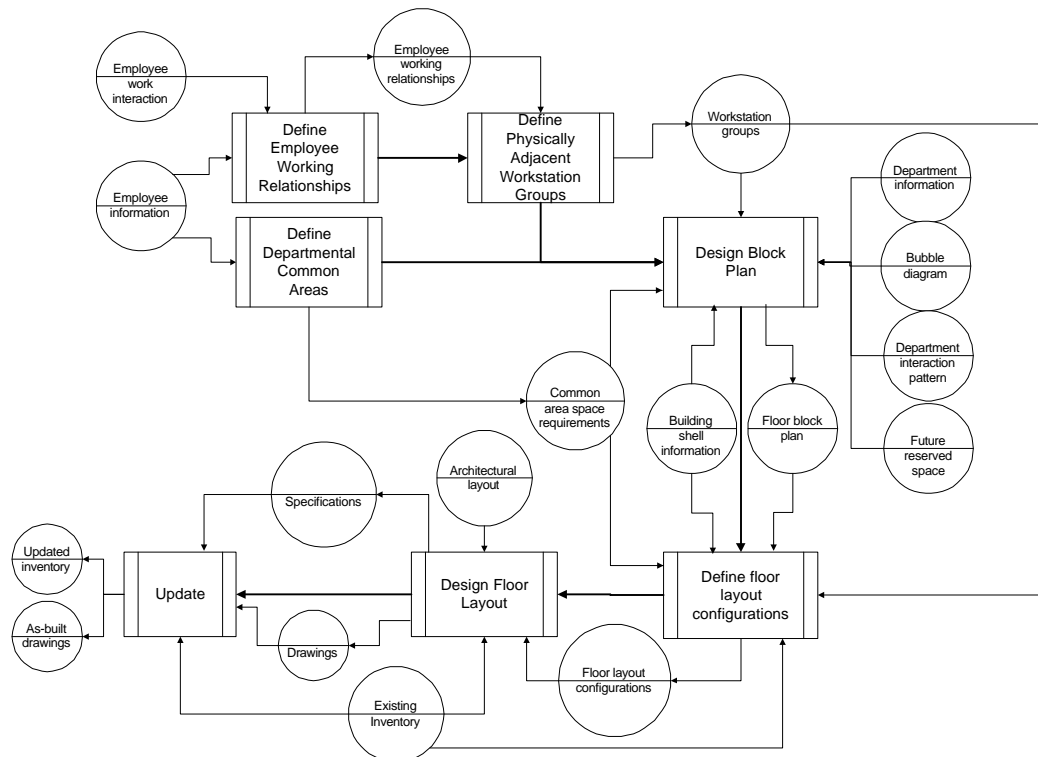 Employee
working
relationships
Employee
work
interaction
Define
Employee
Working
Relationships
Define
Physically
Adjacent
Workstation
Groups
Workstation
groups
Department
information
Employee
information
Define
Departmental
Common
Areas
Design Block
Plan
Bubble
diagram
Department
interaction
pattern
Common
area space
requirements
Building
shell
information
Floor block
plan
Future
reserved
space
Architectural
layout
Specifications
Updated
inventory
Update
Design Floor
Layout
Define floor
layout
configurations
As-built
drawings
Drawings
Floor layout
configurations
Existing
Inventory